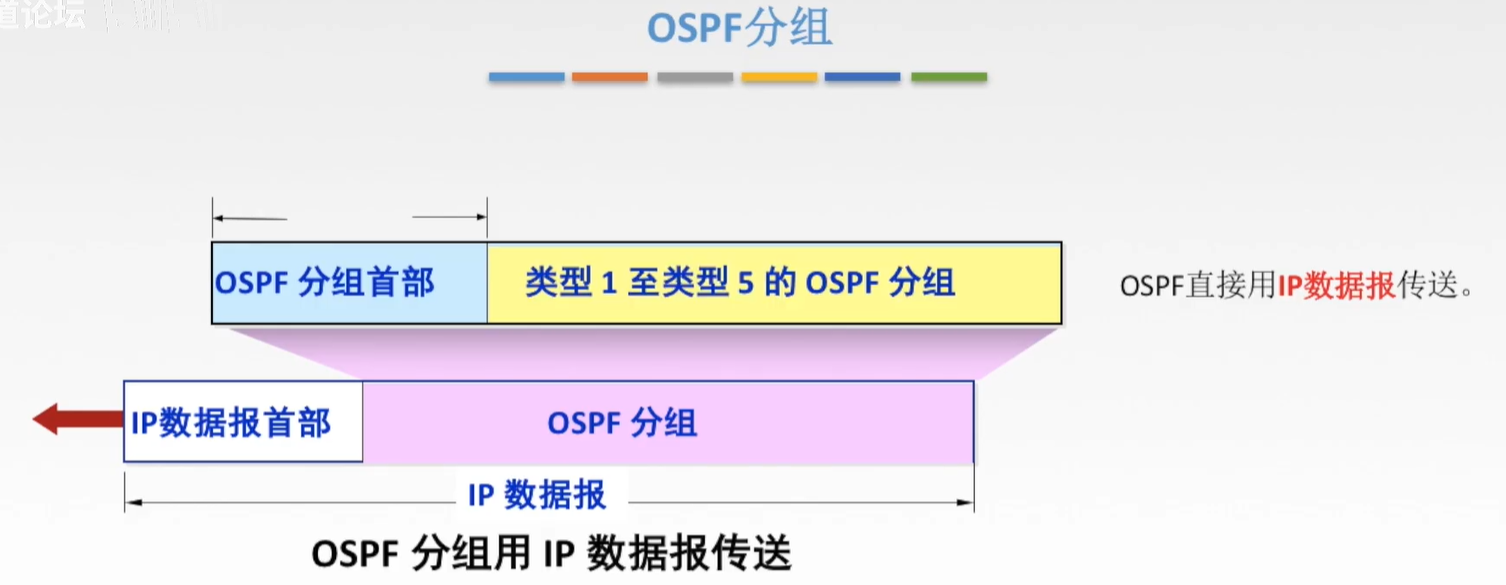 道论坛
OSPF分组
OSPF 分组首部
类型 1 至类型 5 的 OSPF 分组
OSPF直接用IP数据报传送。
IP数据报首部
OSPF 分组
IP 数据报
OSPF 分组用 IP 数据报传送